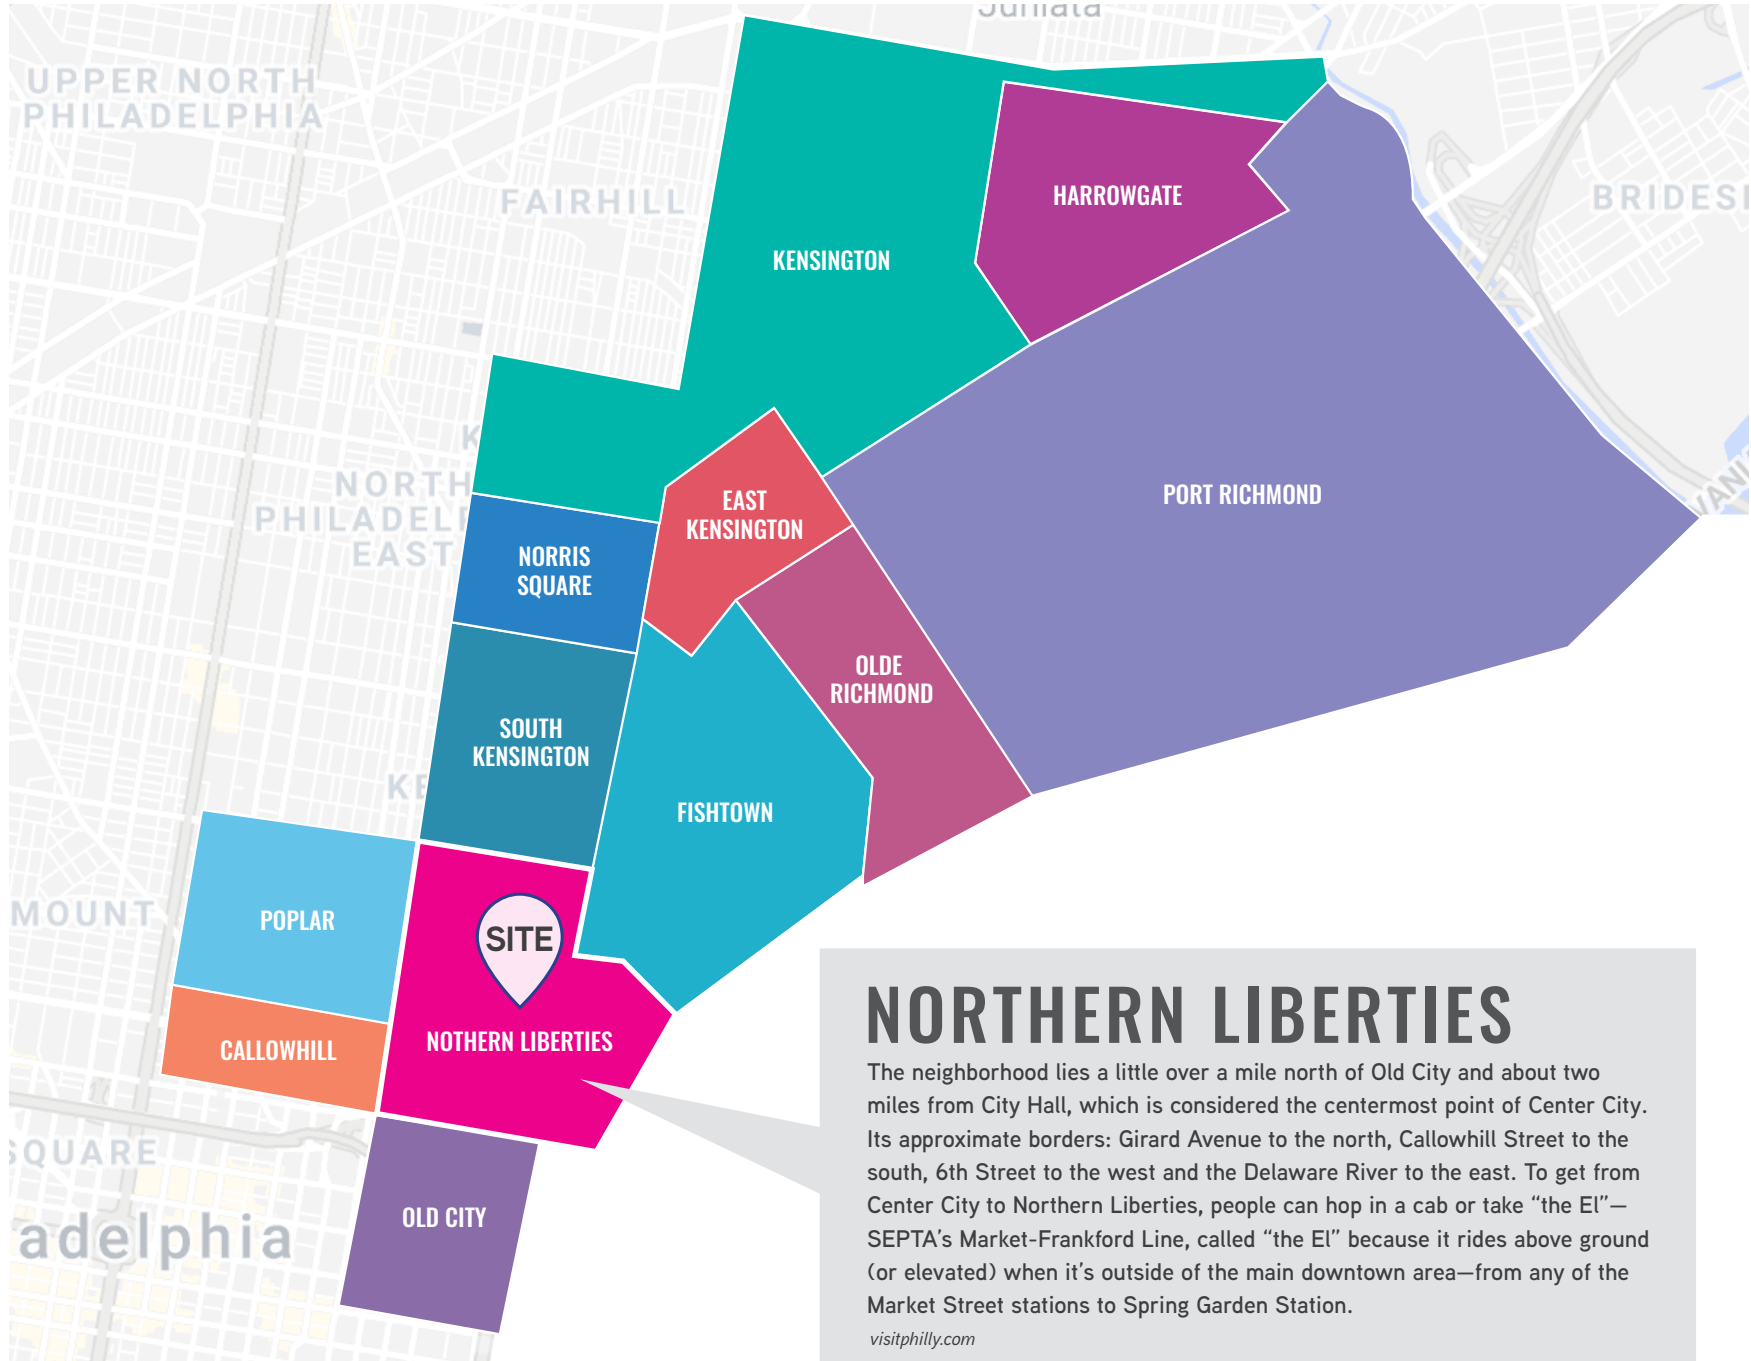 Juniata
UPPER NORTH
PHILADELPHIA
FAIRHILL
BRIDES
HARROWGATE
KENSINGTON
K
NORTH
PHILADEL
EAST
EAST
KENSINGTON
PORT RICHMOND
VANI
NORRIS
SQUARE
OLDE
RICHMOND
SOUTH
KENSINGTON
KE
FISHTOWN
MOUNT
POPLAR
SITE
CALLOWHILL
NOTHERN LIBERTIES
SQUARE
OLD CITY
adelphia
NORTHERN LIBERTIES
The neighborhood lies a little over a mile north of Old City and about two
miles from City Hall, which is considered the centermost point of Center City.
Its approximate borders: Girard Avenue to the north, Callowhill Street to the
south, 6th Street to the west and the Delaware River to the east. To get from
Center City to Northern Liberties, people can hop in a cab or take “the El”—
SEPTA’s Market-Frankford Line, called “the El” because it rides above ground
(or elevated) when it’s outside of the main downtown area—from any of the
Market Street stations to Spring Garden Station.
visitphilly.com